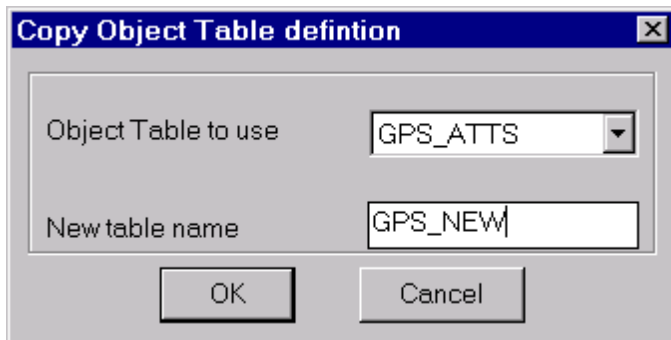 Copy Object Table defintion
Object Table to use GPS_ATTS
New table name GPS_NEW
OK Cancel